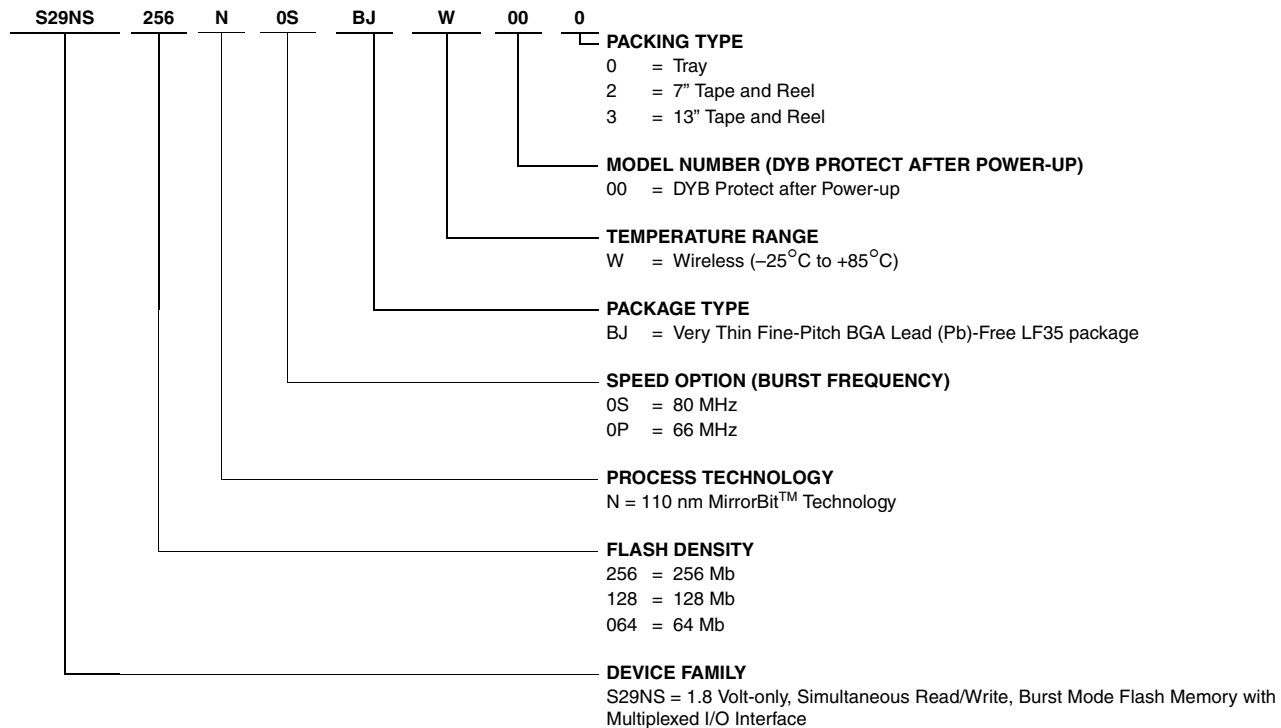 S29NS 256 N 0S BJ W 00 0
PACKING TYPE
0 = Tray
2 = 7” Tape and Reel
3 = 13” Tape and Reel
MODEL NUMBER (DYB PROTECT AFTER POWER-UP)
00 = DYB Protect after Power-up
TEMPERATURE RANGE
W = Wireless (–25°C to +85°C)
PACKAGE TYPE
BJ = Very Thin Fine-Pitch BGA Lead (Pb)-Free LF35 package
SPEED OPTION (BURST FREQUENCY)
0S = 80 MHz
0P = 66 MHz
PROCESS TECHNOLOGY
N = 110 nm MirrorBit™ Technology
FLASH DENSITY
256 = 256 Mb
128 = 128 Mb
064 = 64 Mb
DEVICE FAMILY
S29NS = 1.8 Volt-only, Simultaneous Read/Write, Burst Mode Flash Memory with
Multiplexed I/O Interface